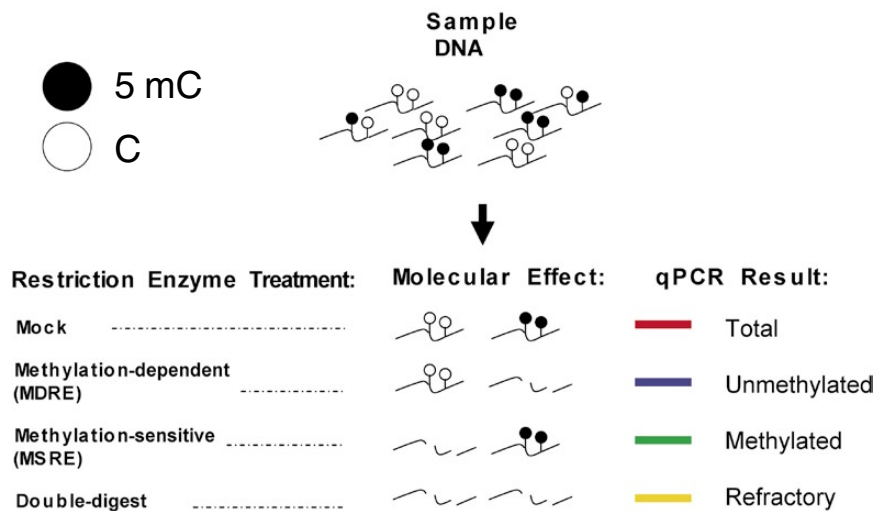 Sample
DNA
5 mC
C
Restriction Enzyme Treatment: Molecular Effect: qPCR Result:
Mock Total
Methylation-dependent
(MDRE) Unmethylated
Methylation-sensitive
(MSRE) Methylated
Double-digest Refractory